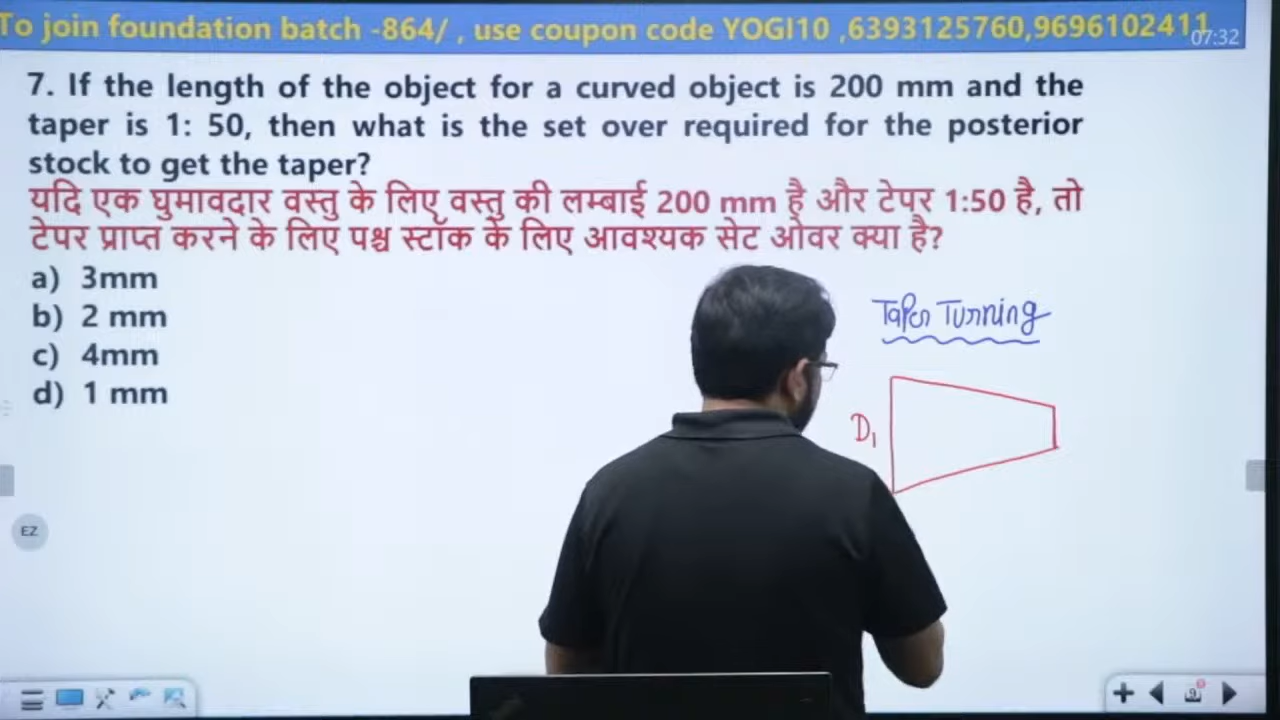 To join foundation batch -864/ , use coupon code YOGI10 ,6393125760,9696102411
07:32
7. If the length of the object for a curved object is 200 mm and the
taper is 1: 50, then what is the set over required for the posterior
stock to get the taper?
यदि एक घुमावदार वस्तु के लिए वस्तु की लम्बाई 200 mm है और टेपर 1:50 है, तो
टेपर प्राप्त करने के लिए पश्च स्टॉक के लिए आवश्यक सेट ओवर क्या है?
a) 3mm
b) 2 mm
c) 4mm
d) 1 mm
Taper Turning
D₁
EZ
9